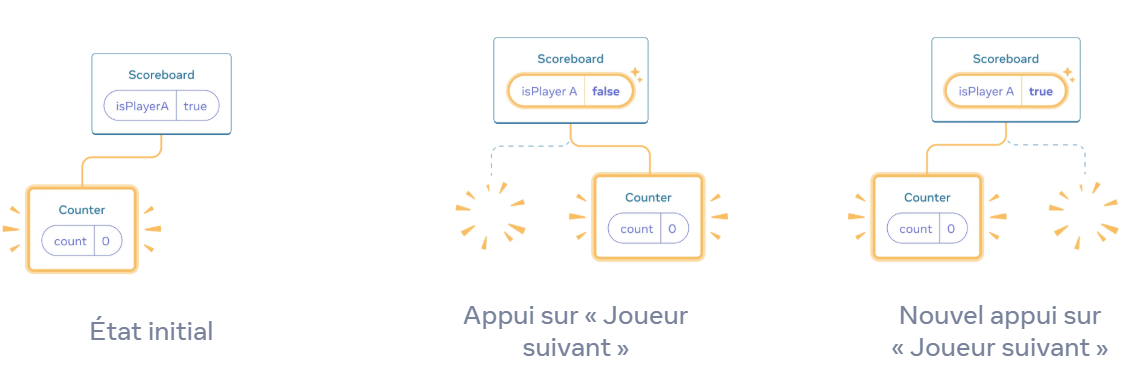 Scoreboard
isPlayerA true
Counter
count 0
État initial
Scoreboard
isPlayer A false
Counter
count 0
Appui sur « Joueur
suivant »
Scoreboard
isPlayer A true
Counter
count 0
Nouvel appui sur
« Joueur suivant »